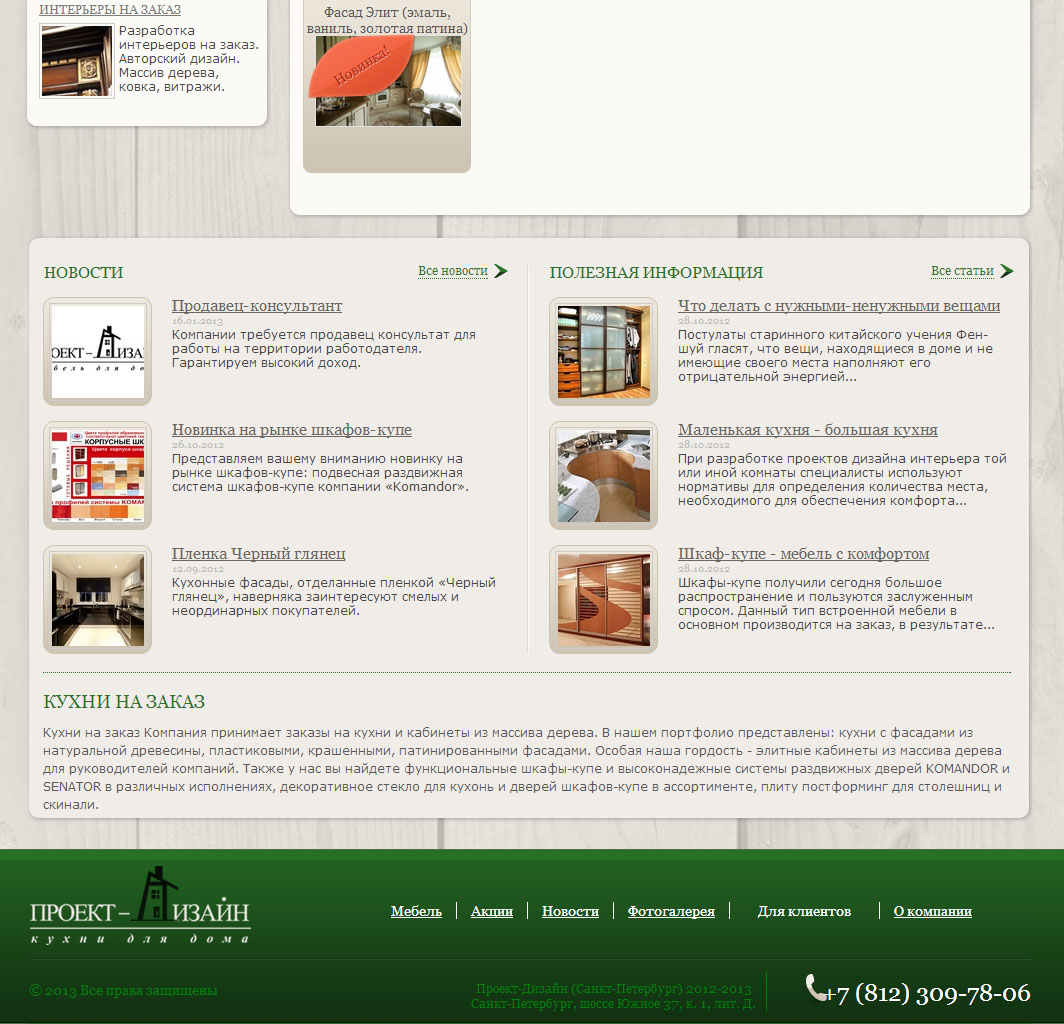 ИНТЕРЬЕРЫ НА ЗАКАЗ
Разработка
интерьеров на заказ.
Авторский дизайн.
Массив дерева,
ковка, витражи.
Фасад Элит (эмаль,
ваниль, золотая патина)
Новинка!
НОВОСТИ
Все новости
Продавец-консультант
16.01.2013
Компании требуется продавец консультат для
работы на территории работодателя.
Гарантируем высокий доход.
ОЕКТ-ДИЗА
бель для до
Новинка на рынке шкафов-купе
26.10.2012
Представляем вашему вниманию новинку на
рынке шкафов-купе: подвесная раздвижная
система шкафов-купе компании «Komandor».
КОРПУСНЫЕ ШК
Пленка Черный глянец
12.09.2012
Кухонные фасады, отделанные пленкой «Черный
глянец», наверняка заинтересуют смелых и
неординарных покупателей.
ПОЛЕЗНАЯ ИНФОРМАЦИЯ
Все статьи
Что делать с нужными-ненужными вещами
28.10.2012
Постулаты старинного китайского учения Фен-
шуй гласят, что вещи, находящиеся в доме и не
имеющие своего места наполняют его
отрицательной энергией...
Маленькая кухня - большая кухня
28.10.2012
При разработке проектов дизайна интерьера той
или иной комнаты специалисты используют
нормативы для определения количества места,
необходимого для обеспечения комфорта...
Шкаф-купе - мебель с комфортом
28.10.2012
Шкафы-купе получили сегодня большое
распространение и пользуются заслуженным
спросом. Данный тип встроенной мебели в
основном производится на заказ, в результате...
КУХНИ НА ЗАКАЗ
Кухни на заказ Компания принимает заказы на кухни и кабинеты из массива дерева. В нашем портфолио представлены: кухни с фасадами из
натуральной древесины, пластиковыми, крашенными, патинированными фасадами. Особая наша гордость - элитные кабинеты из массива дерева
для руководителей компаний. Также у нас вы найдете функциональные шкафы-купе и высоконадежные системы раздвижных дверей KOMANDOR и
SENATOR в различных исполнениях, декоративное стекло для кухонь и дверей шкафов-купе в ассортименте, плиту постформинг для столешниц и
скинали.
ПРОЕКТ-ДИЗАЙН
кухни для дома
Мебель
Акции
Новости
Фотогалерея
Для клиентов
О компании
© 2013 Все права защищены
Проект-Дизайн (Санкт-Петербург) 2012-2013
Санкт-Петербург, шоссе Южное 37, к. 1, лит. Д.
+7 (812) 309-78-06